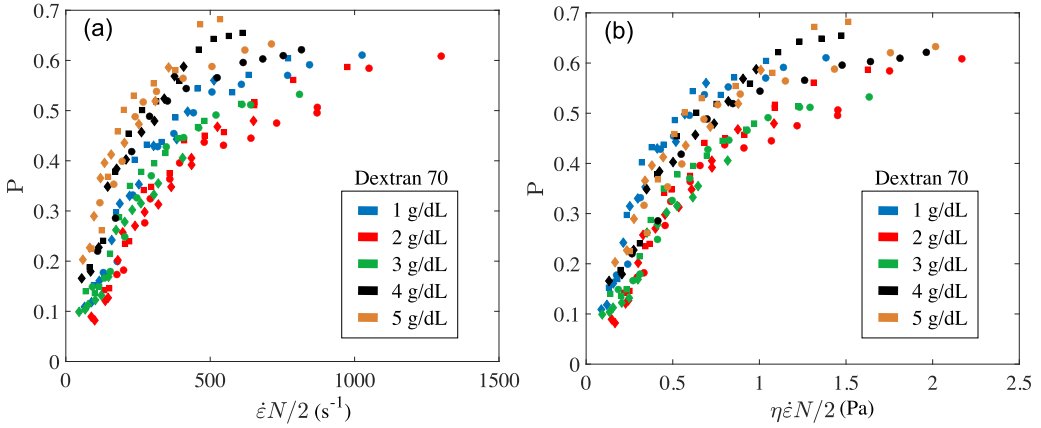 (a)
0.7
0.6
0.5
0.4
0.3
0.2
0.1
0
P
Dextran 70
1 g/dL
2 g/dL
3 g/dL
4 g/dL
5 g/dL
0 500 1000 1500
ε̇N/2 (s⁻¹)
(b)
0.7
0.6
0.5
0.4
0.3
0.2
0.1
0
P
Dextran 70
1 g/dL
2 g/dL
3 g/dL
4 g/dL
5 g/dL
0 0.5 1 1.5 2 2.5
ηε̇N/2 (Pa)